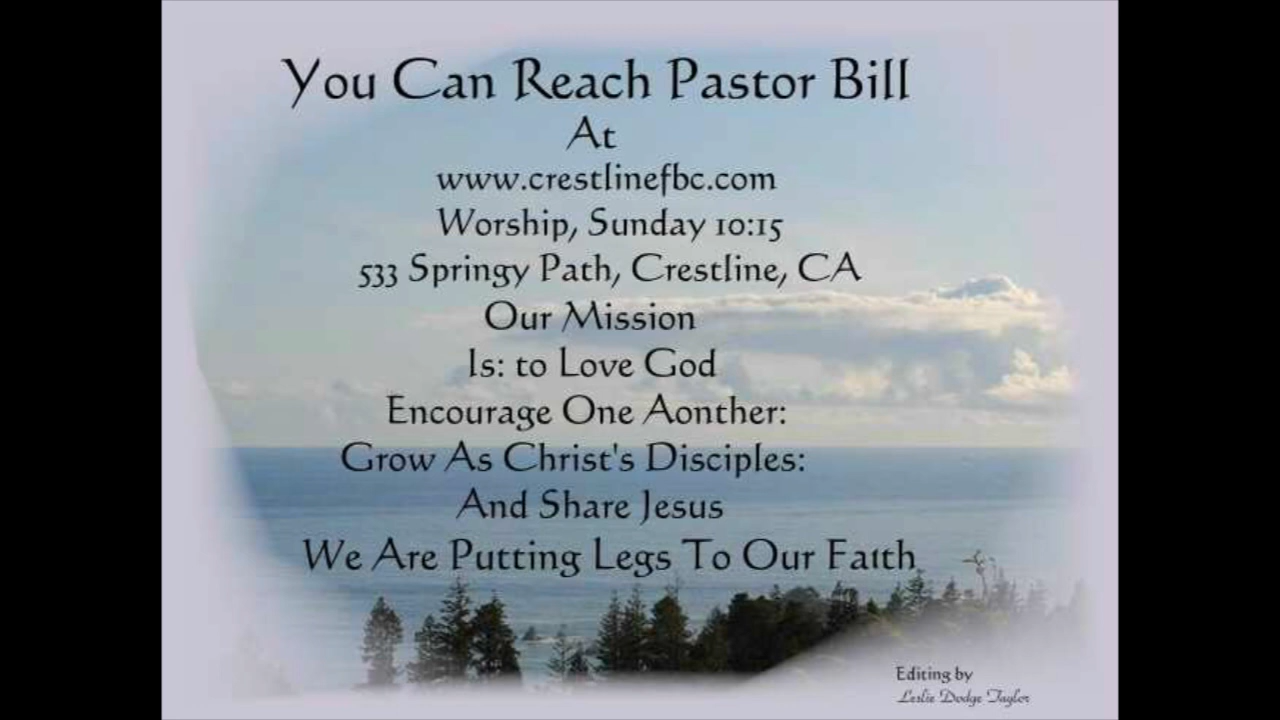 You Can Reach Pastor Bill
At
www.crestlinefbc.com
Worship, Sunday 10:15
533 Springy Path, Crestline, CA
Our Mission
Is: to Love God
Encourage One Aonther:
Grow As Christ's Disciples:
And Share Jesus
We Are Putting Legs To Our Faith
Editing by
Leslie Dodge Taylor